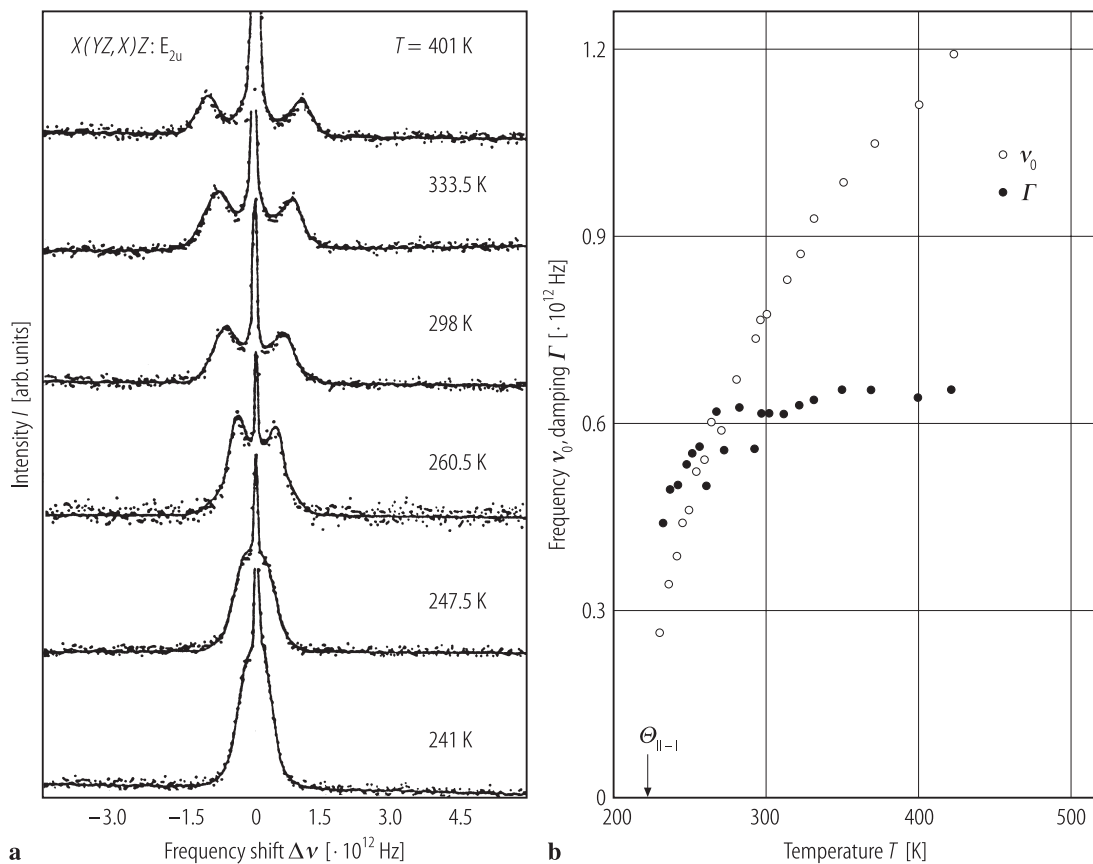 X(YZ,X)Z: E2u
T = 401 K
333.5 K
298 K
260.5 K
247.5 K
241 K
Intensity I [arb. units]
−3.0 −1.5 0 1.5 3.0 4.5
Frequency shift Δν [· 10¹² Hz]
a
1.2
0.9
0.6
0.3
0
ν₀
Γ
Θ_II–I
Frequency ν₀, damping Γ [· 10¹² Hz]
200 300 400 500
Temperature T [K]
b